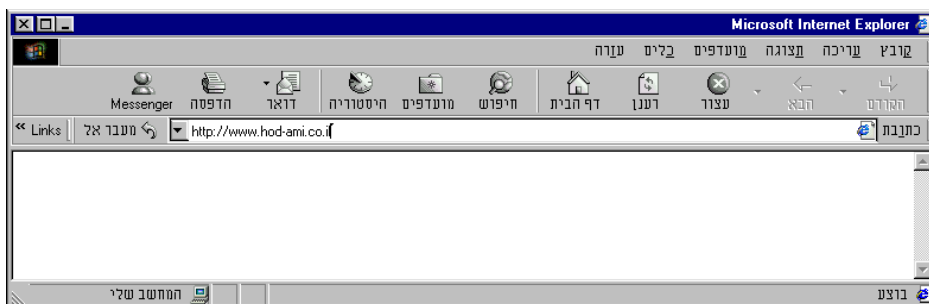 Microsoft Internet Explorer
קובץ עריכה תצוגה מועדפים כלים עזרה
הקודם הבא עצור רענן דף הבית חיפוש מועדפים היסטוריה דואר הדפסה Messenger
כתובת http://www.hod-ami.co.il מעבר אל Links
בוצע המחשב שלי